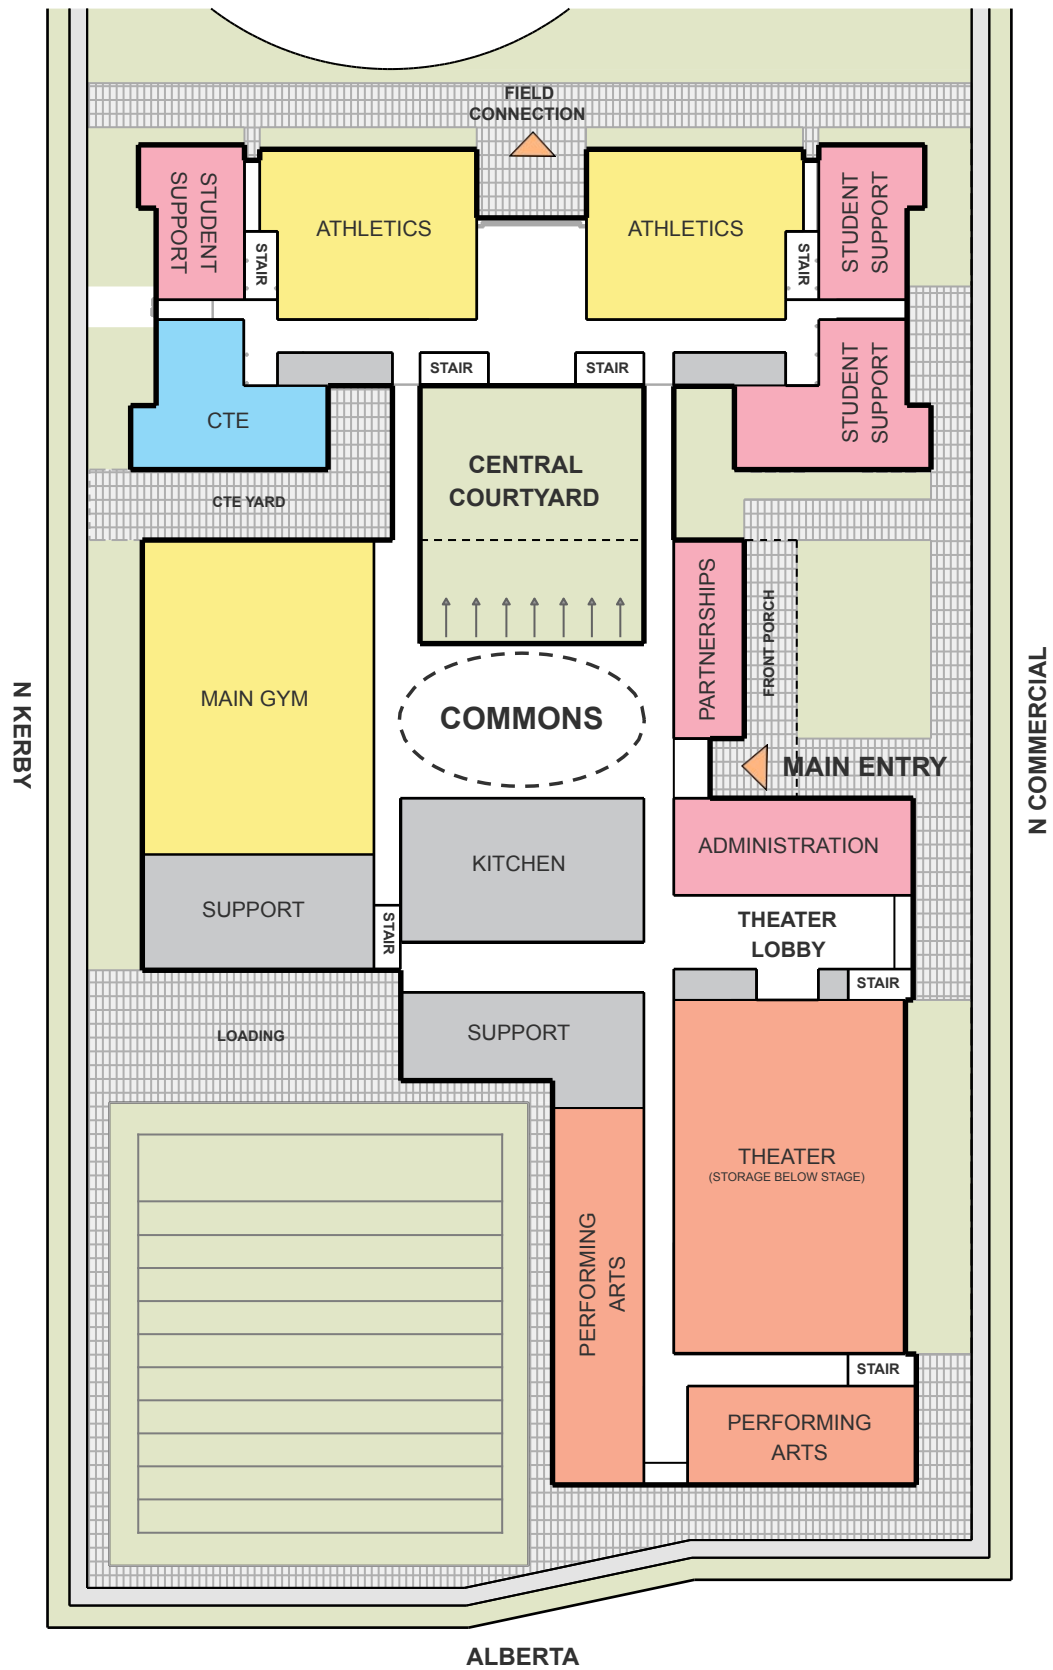 FIELD
CONNECTION
STUDENT
SUPPORT
ATHLETICS
ATHLETICS
STUDENT
SUPPORT
STAIR
STAIR
STAIR
STAIR
CTE
STUDENT
SUPPORT
CENTRAL
COURTYARD
CTE YARD
PARTNERSHIPS
FRONT PORCH
MAIN GYM
COMMONS
N KERBY
N COMMERCIAL
MAIN ENTRY
ADMINISTRATION
KITCHEN
SUPPORT
STAIR
THEATER
LOBBY
STAIR
LOADING
SUPPORT
THEATER
(STORAGE BELOW STAGE)
PERFORMING
ARTS
STAIR
PERFORMING
ARTS
ALBERTA